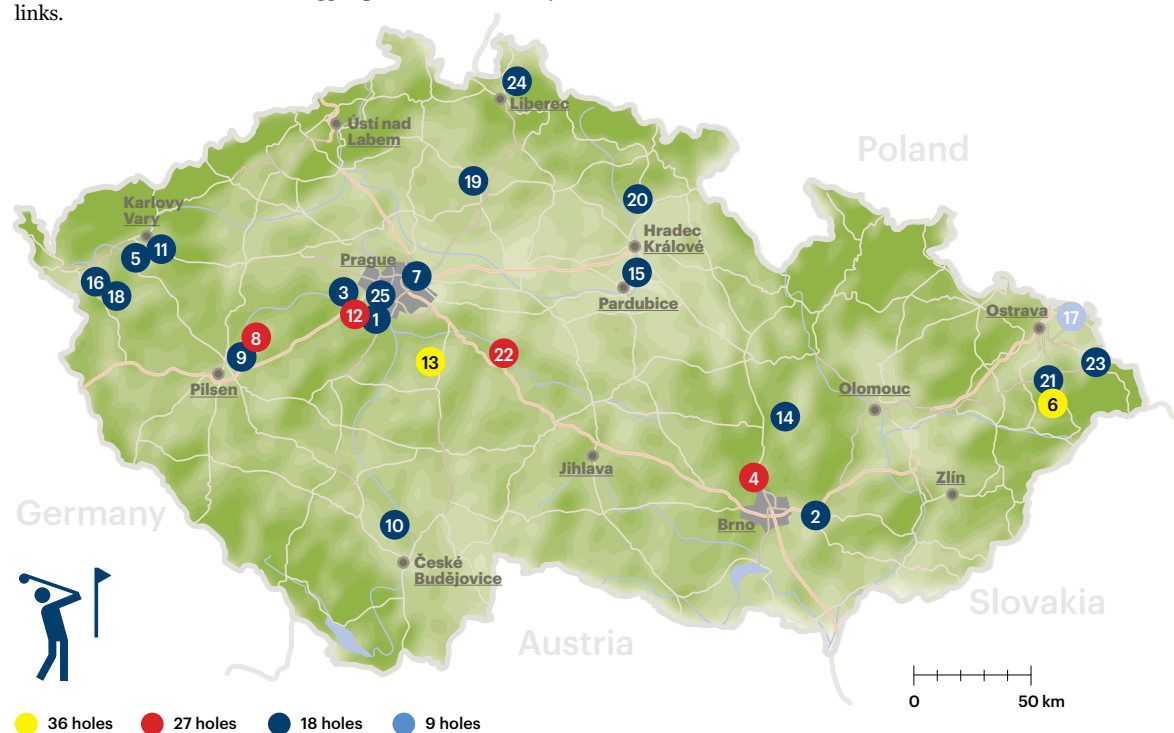 links.
24
Liberec
Ústí nad
Labem
Poland
19
Karlovy
Vary
20
Hradec
Králové
11
5
Prague
7
15
16
18
3
25
Pardubice
12
1
Ostrava
17
8
9
13
22
23
Pilsen
21
6
Olomouc
14
Jihlava
4
Zlín
Germany
10
Brno
2
České
Budějovice
Slovakia
Austria
0 50 km
36 holes 27 holes 18 holes 9 holes